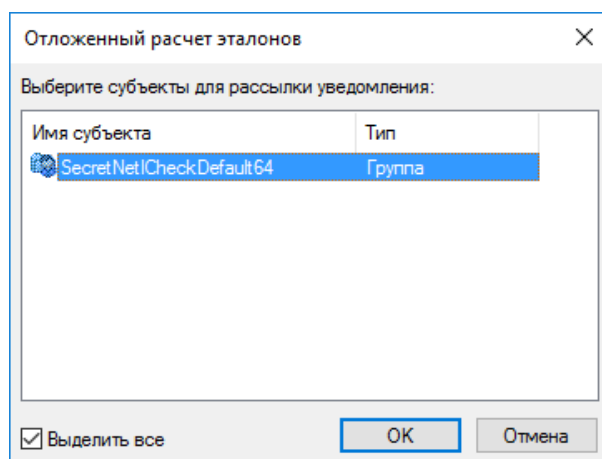 Отложенный расчет эталонов
Выберите субъекты для рассылки уведомления:
Имя субъекта Тип
SecretNetICheckDefault64 Группа
Выделить все OK Отмена